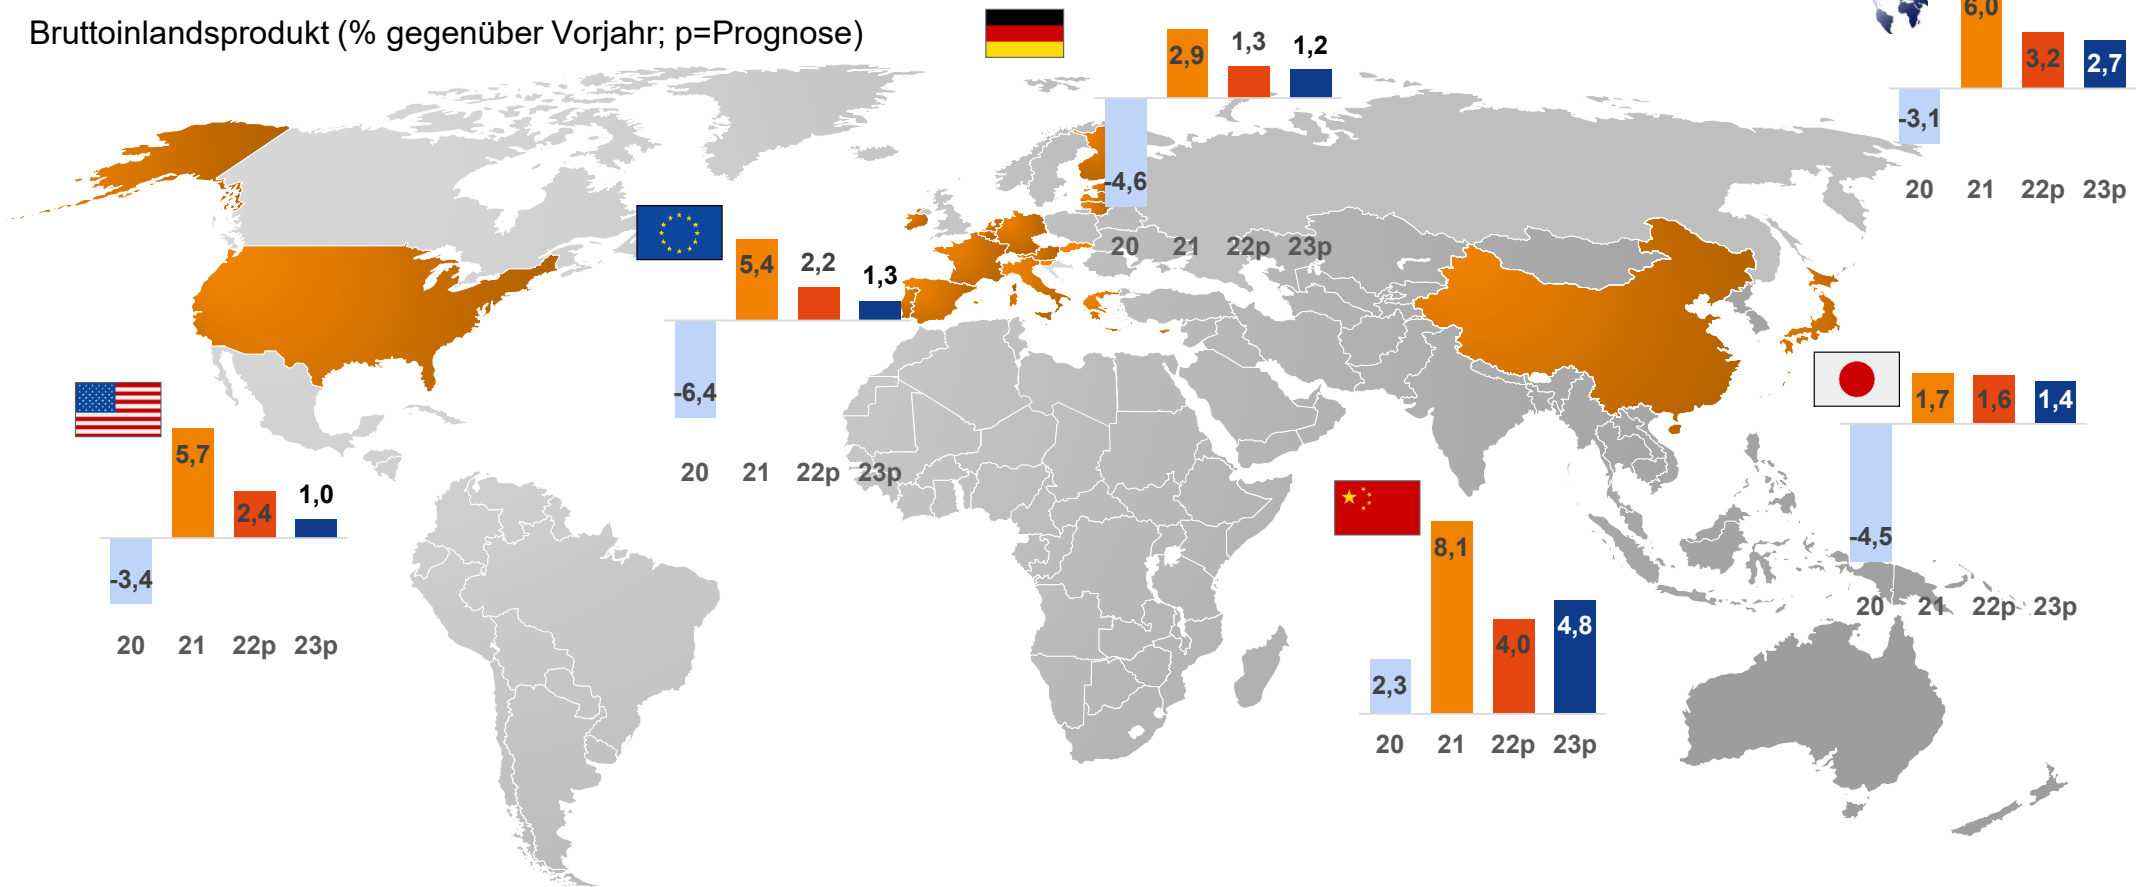 Bruttoinlandsprodukt (% gegenüber Vorjahr; p=Prognose)
-4,6 2,9 1,3 1,2
20 21 22p 23p
-3,1 6,0 3,2 2,7
20 21 22p 23p
-6,4 5,4 2,2 1,3
20 21 22p 23p
-3,4 5,7 2,4 1,0
20 21 22p 23p
-4,5 1,7 1,6 1,4
20 21 22p 23p
2,3 8,1 4,0 4,8
20 21 22p 23p